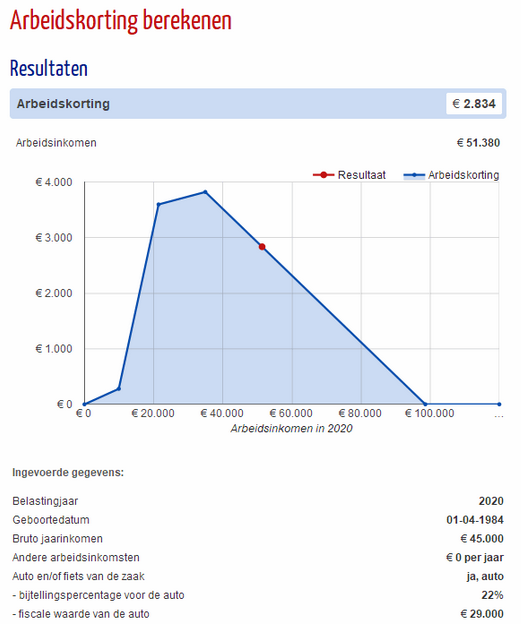 Arbeidskorting berekenen
Resultaten
Arbeidskorting € 2.834
Arbeidsinkomen € 51.380
Resultaat Arbeidskorting
€ 4.000
€ 3.000
€ 2.000
€ 1.000
€ 0
€ 0 € 20.000 € 40.000 € 60.000 € 80.000 € 100.000 ...
Arbeidsinkomen in 2020
Ingevoerde gegevens:
Belastingjaar 2020
Geboortedatum 01-04-1984
Bruto jaarinkomen € 45.000
Andere arbeidsinkomsten € 0 per jaar
Auto en/of fiets van de zaak ja, auto
- bijtellingspercentage voor de auto 22%
- fiscale waarde van de auto € 29.000